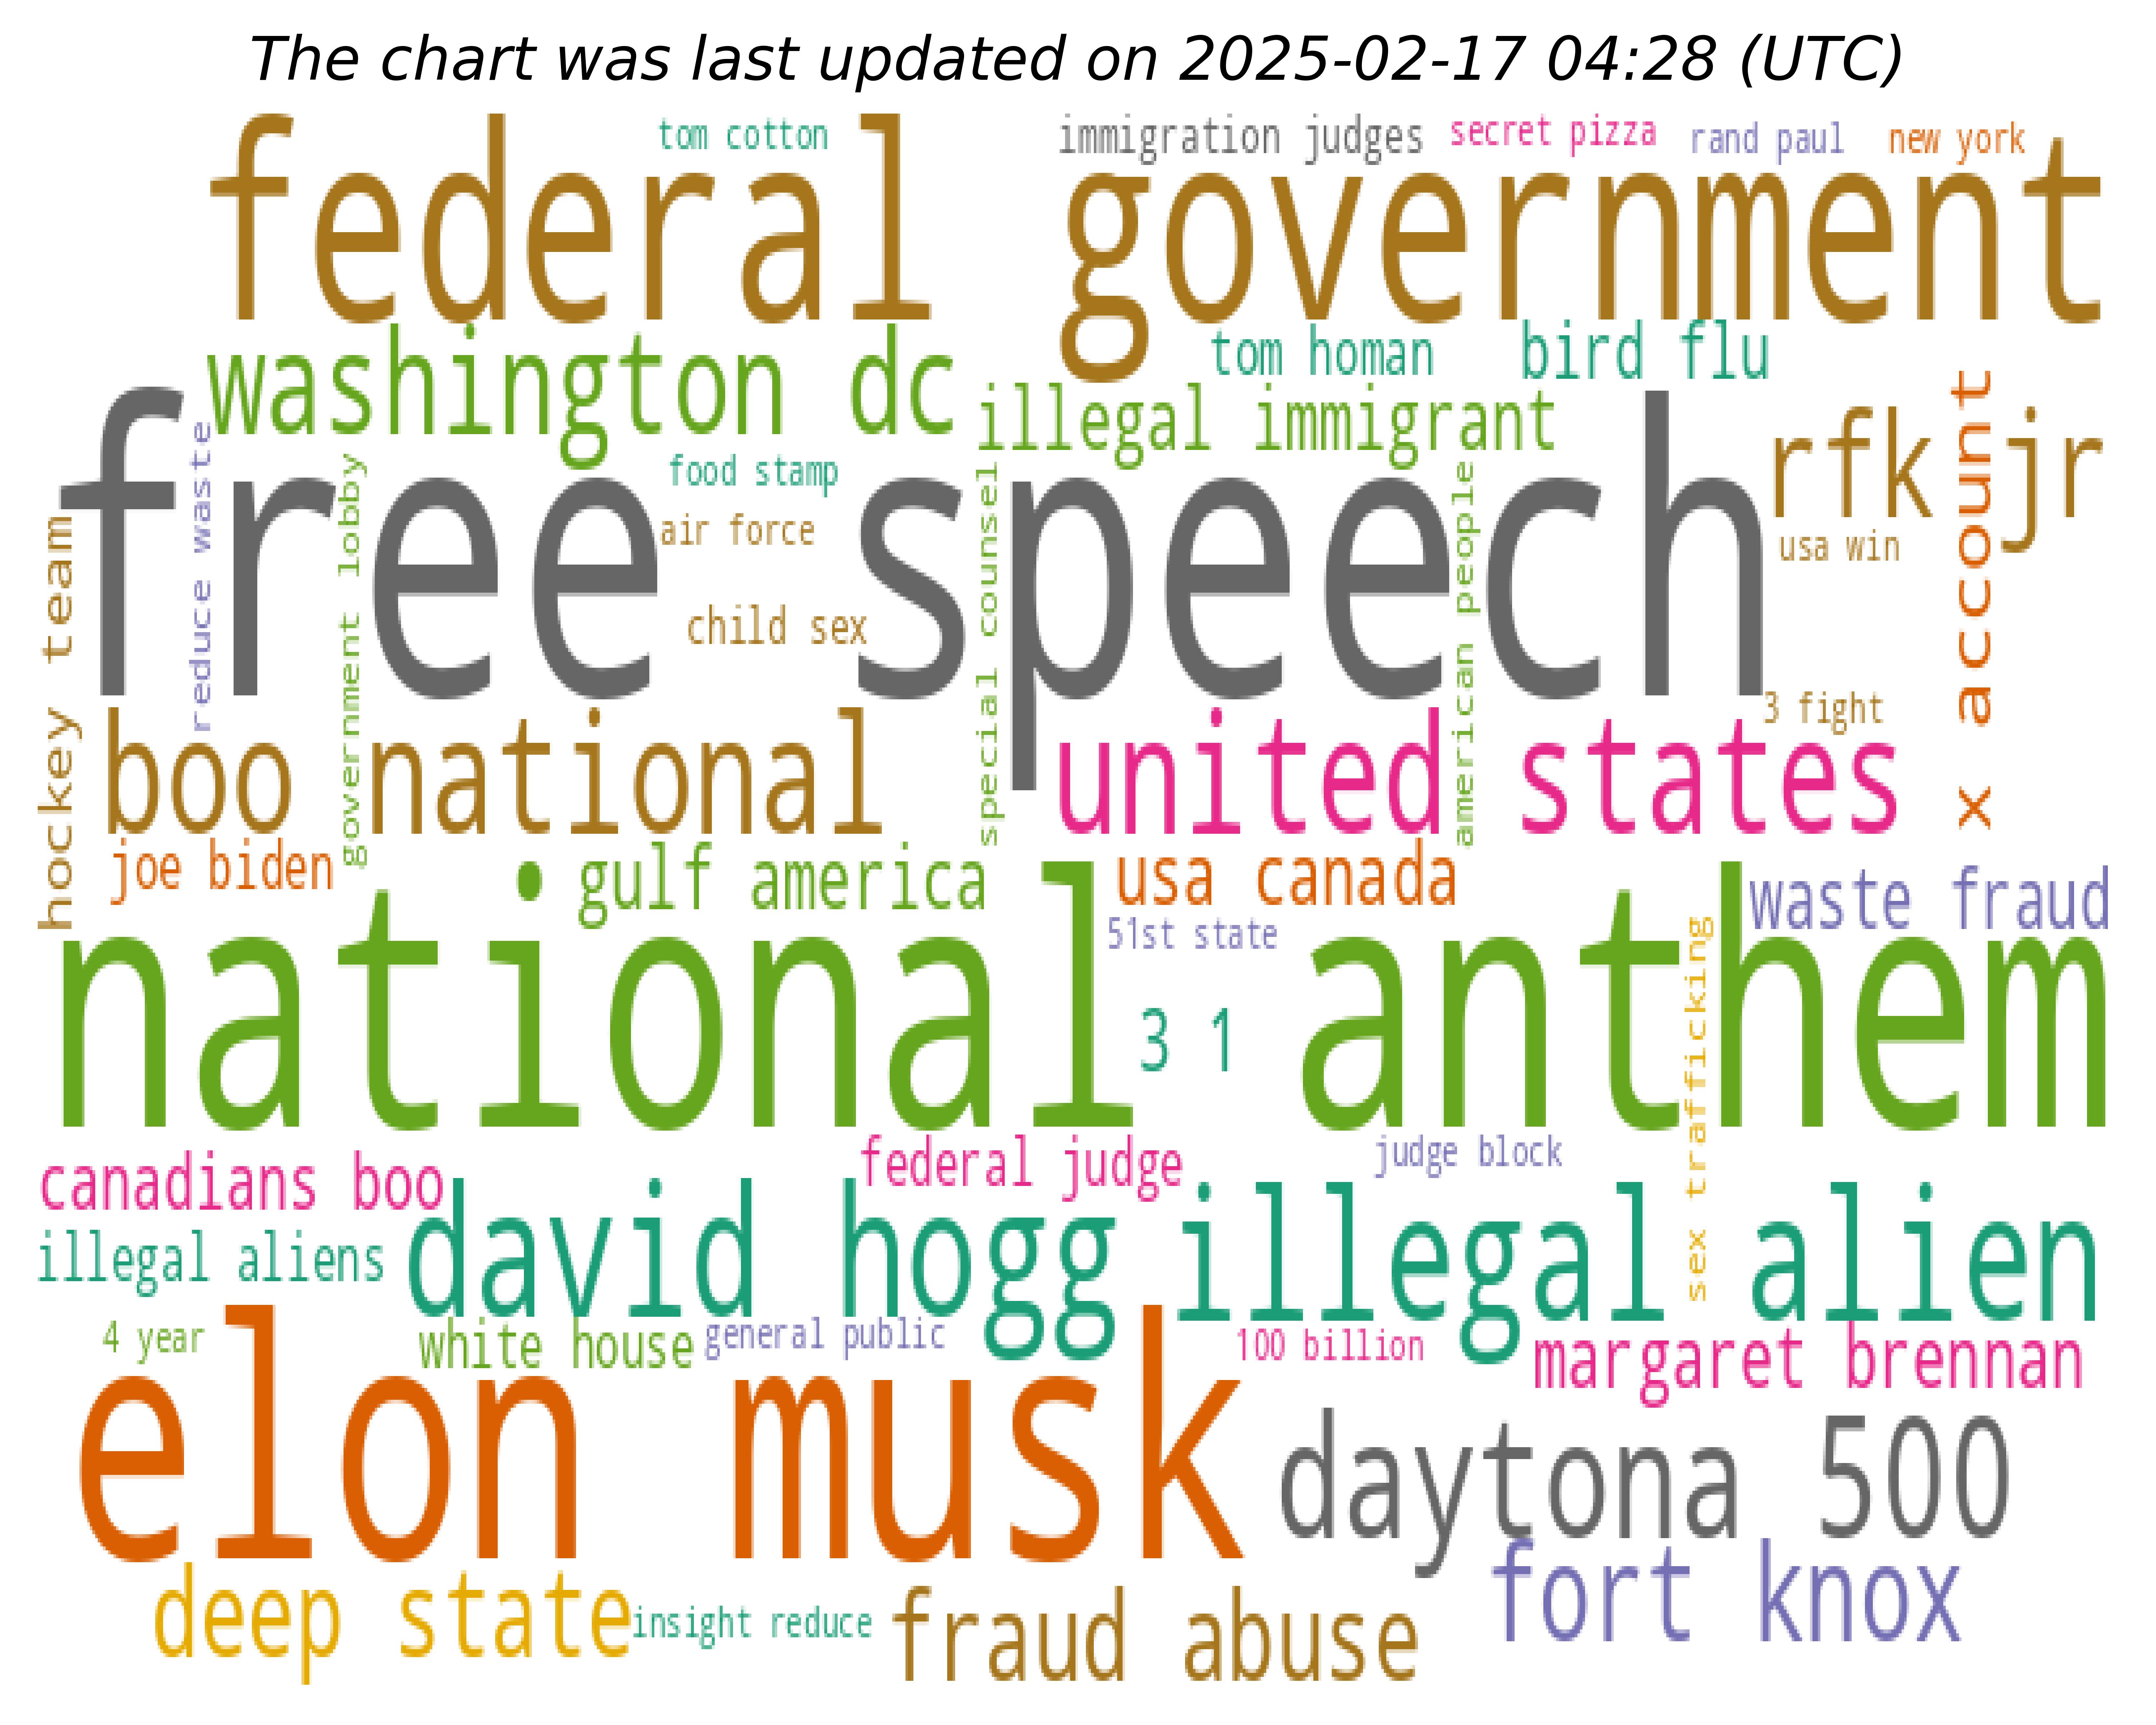 The chart was last updated on 2025-02-17 04:28 (UTC)
federal government
tom cotton
immigration judges
secret pizza
rand paul
new york
washington dc
tom homan
bird flu
illegal immigrant
free speech
rfk jr
x account
reduce waste
government lobby
food stamp
air force
child sex
special counsel
american people
usa win
hockey team
3 fight
boo national
united states
joe biden
gulf america
usa canada
waste fraud
51st state
national anthem
3 1
sex trafficking
canadians boo
federal judge
judge block
illegal aliens
david hogg
illegal alien
4 year
white house
general public
100 billion
margaret brennan
elon musk
daytona 500
deep state
insight reduce
fraud abuse
fort knox